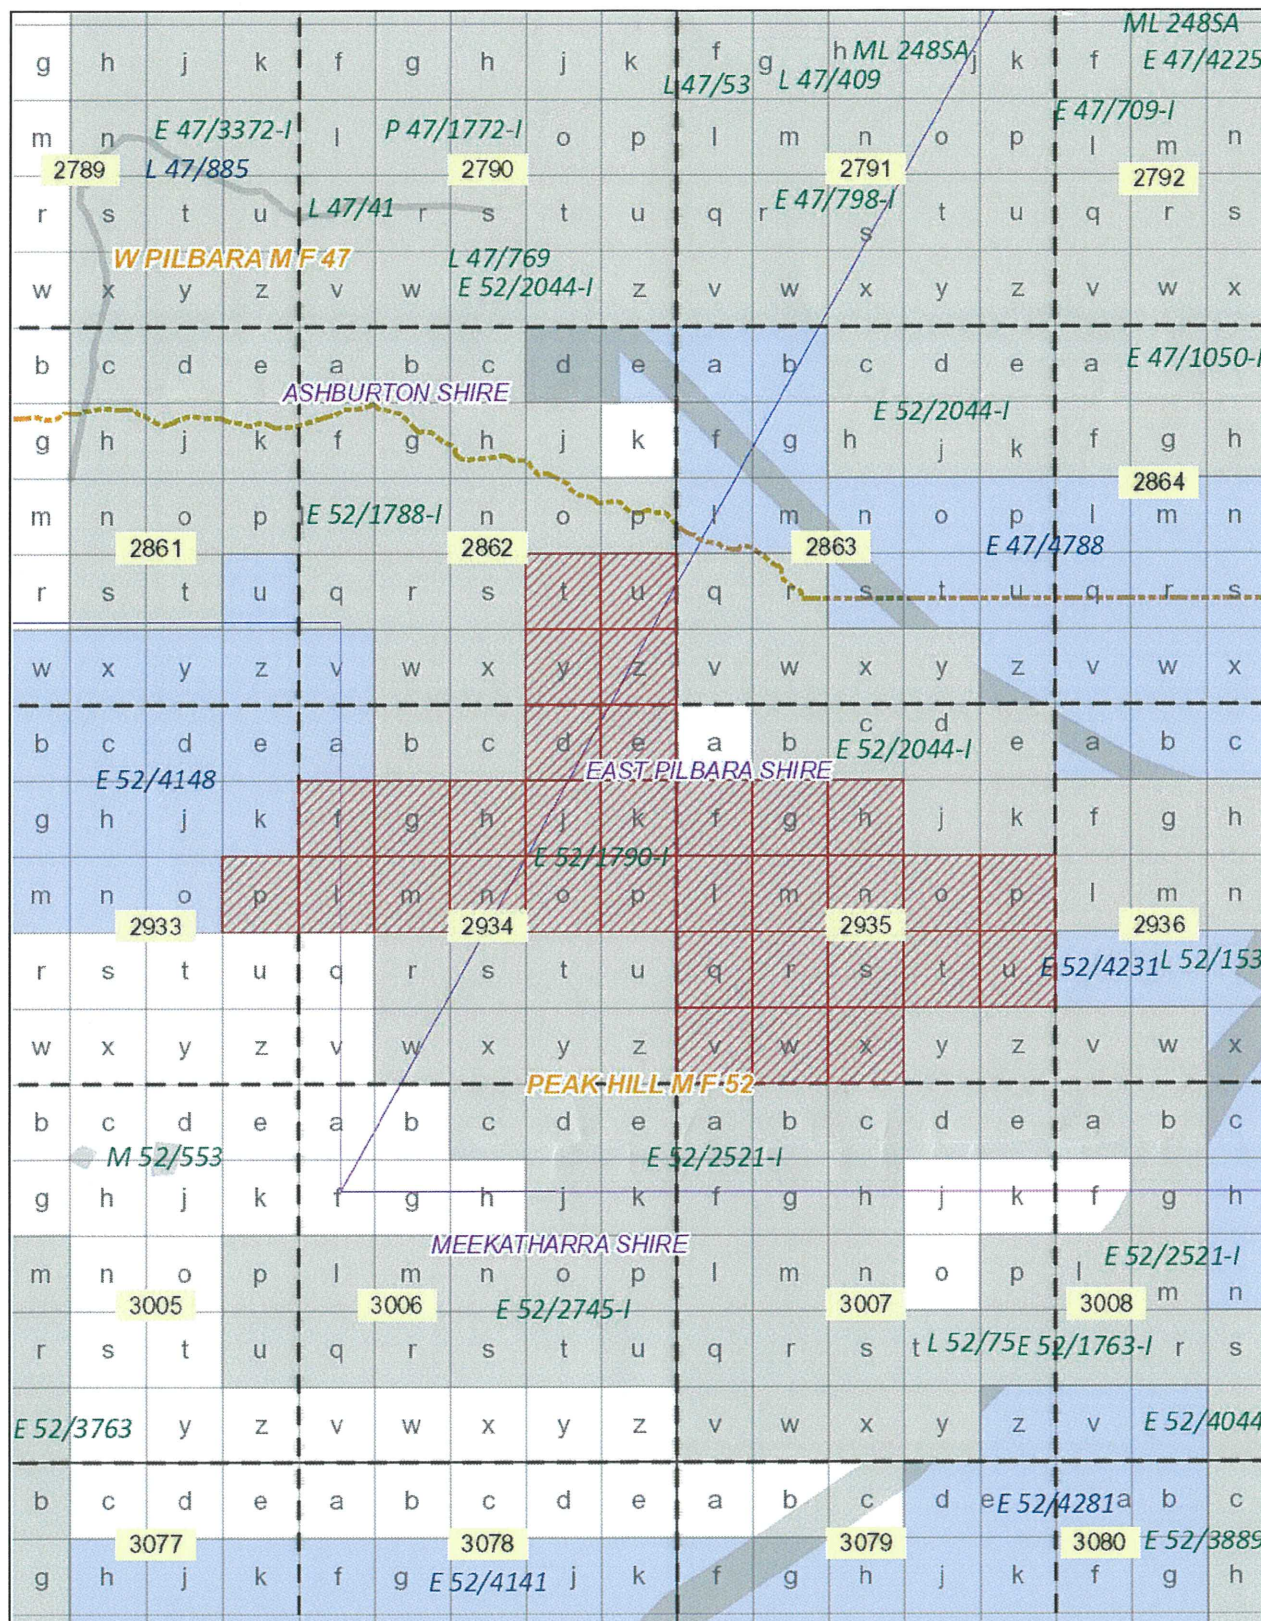 ML 248SA
g h j k f g h j k f g h ML 248SA j k f E 47/4225
L 47/53 L 47/409
m n E 47/3372-I l P 47/1772-I o p l m n o p E 47/709-I l m n
2789 L 47/885 2790 2791 2792
r s t u L 47/41 r s t u q r E 47/798-I s t u q r s
W PILBARA M F 47 L 47/769
w x y z v w E 52/2044-I z v w x y z v w x
b c d e a b c d e a b c d e a E 47/1050-I
ASHBURTON SHIRE E 52/2044-I
g h j k f g h j k f g h j k f g h
2864
m n o p E 52/1788-I n o p l m n o p l m n
2861 2862 2863 E 47/4788
r s t u q r s t u q r s t u q r s
w x y z v w x y z v w x y z v w x
b c d e a b c d e a b c d e a b c
E 52/2044-I
EAST PILBARA SHIRE
E 52/4148
g h j k f g h j k f g h j k f g h
E 52/1790-I
m n o p l m n o p l m n o p l m n
2933 2934 2935 2936
r s t u q r s t u q r s t u E 52/4231 L 52/153
w x y z v w x y z v w x y z v w x
PEAK HILL M F 52
b c d e a b c d e a b c d e a b c
M 52/553 E 52/2521-I
g h j k f g h j k f g h j k f g h
MEEKATHARRA SHIRE E 52/2521-I
m n o p l m n o p l m n o p l m n
3005 3006 E 52/2745-I 3007 3008
r s t u q r s t u q r s t L 52/75 E 52/1763-I r s
E 52/3763 y z v w x y z v w x y z v E 52/4044
b c d e a b c d e a b c d e E 52/4281 a b c
3077 3078 3079 3080 E 52/3889
g h j k f g E 52/4141 j k f g h j k f g h